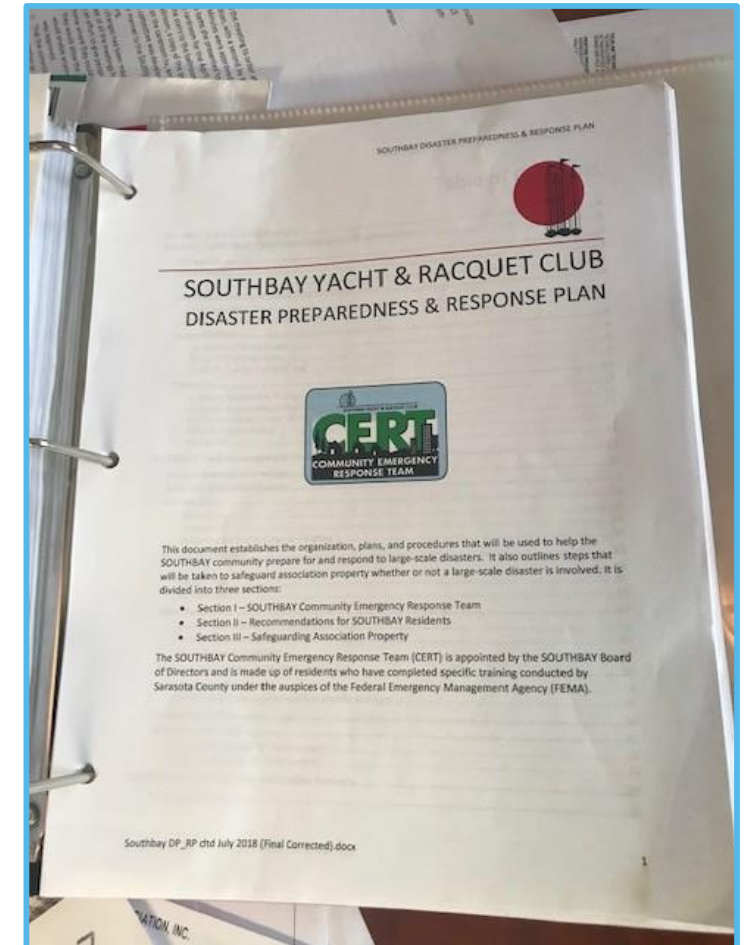 SOUTHBAY DISASTER PREPAREDNESS & RESPONSE PLAN
SOUTHBAY YACHT & RACQUET CLUB
DISASTER PREPAREDNESS & RESPONSE PLAN
CERT
COMMUNITY EMERGENCY
RESPONSE TEAM
This document establishes the organization, plans, and procedures that will be used to help the
SOUTHBAY community prepare for and respond to large-scale disasters. It also outlines steps that
will be taken to safeguard association property whether or not a large-scale disaster is involved. It is
divided into three sections:
• Section I – SOUTHBAY Community Emergency Response Team
• Section II – Recommendations for SOUTHBAY Residents
• Section III – Safeguarding Association Property
The SOUTHBAY Community Emergency Response Team (CERT) is appointed by the SOUTHBAY Board
of Directors and is made up of residents who have completed specific training conducted by
Sarasota County under the auspices of the Federal Emergency Management Agency (FEMA).
Southbay DP_RP dtd July 2018 (Final Corrected).docx
1
INC.